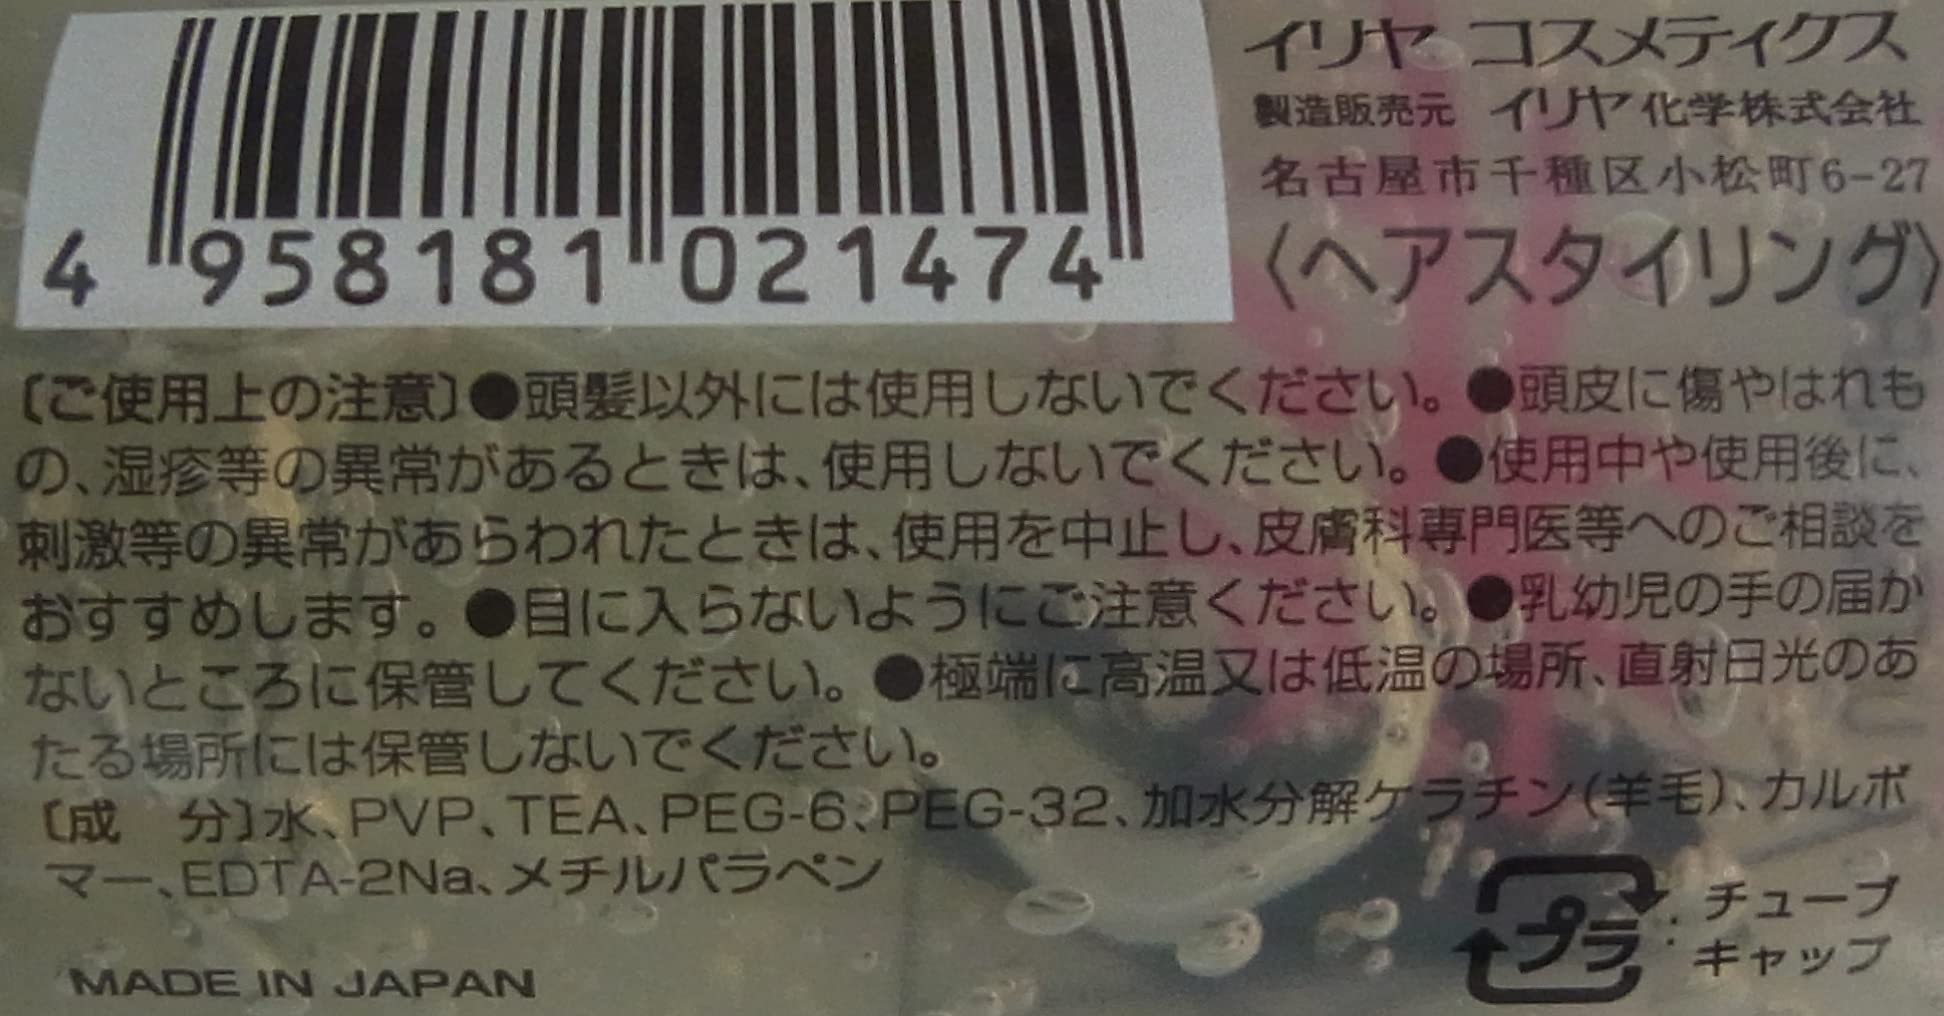 4 958181 021474
イリヤ コスメティクス
製造販売元 イリヤ化学株式会社
名古屋市千種区小松町6-27
〈ヘアスタイリング〉
〔ご使用上の注意〕●頭髪以外には使用しないでください。●頭皮に傷やはれも
の、湿疹等の異常があるときは、使用しないでください。●使用中や使用後に、
刺激等の異常があらわれたときは、使用を中止し、皮膚科専門医等へのご相談を
おすすめします。●目に入らないようにご注意ください。●乳幼児の手の届か
ないところに保管してください。●極端に高温又は低温の場所、直射日光のあ
たる場所には保管しないでください。
〔成　分〕水、PVP、TEA、PEG-6、PEG-32、加水分解ケラチン(羊毛)、カルボ
マー、EDTA-2Na、メチルパラペン
プラ : チューブ
: キャップ
MADE IN JAPAN